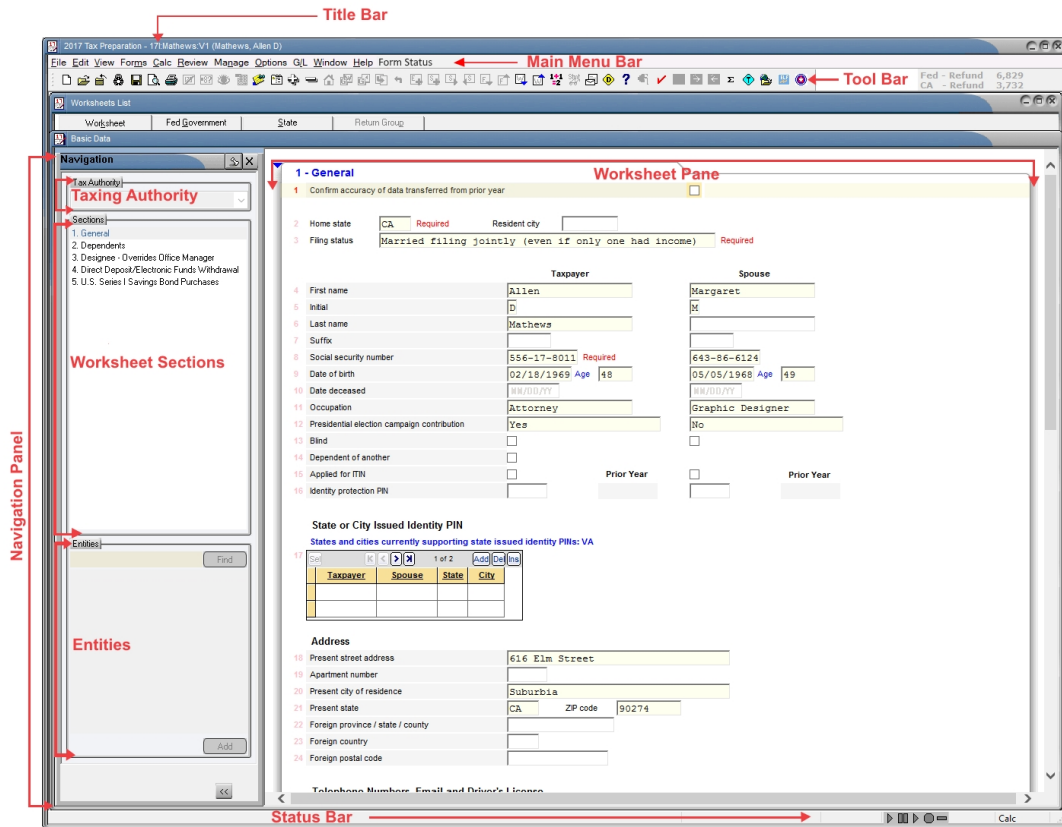 Title Bar
2017 Tax Preparation - 17I:Mathews:V1 (Mathews, Allen D)
File Edit View Forms Calc Review Manage Options G/L Window Help Form Status
Main Menu Bar
Tool Bar
Fed - Refund 6,829
CA - Refund 3,732
Worksheets List
Worksheet Fed Government State Return Group
Basic Data
Navigation
Tax Authority
Taxing Authority
Sections
1. General
2. Dependents
3. Designee - Overrides Office Manager
4. Direct Deposit/Electronic Funds Withdrawal
5. U.S. Series I Savings Bond Purchases
Worksheet Sections
Navigation Panel
Entities
Find
Entities
Add
<<
1 - General
Worksheet Pane
1 Confirm accuracy of data transferred from prior year
2 Home state CA Required Resident city
3 Filing status Married filing jointly (even if only one had income) Required
Taxpayer Spouse
4 First name Allen Margaret
5 Initial D M
6 Last name Mathews
7 Suffix
8 Social security number 556-17-8011 Required 643-86-6124
9 Date of birth 02/18/1969 Age 48 05/05/1968 Age 49
10 Date deceased MM/DD/YY MM/DD/YY
11 Occupation Attorney Graphic Designer
12 Presidential election campaign contribution Yes No
13 Blind
14 Dependent of another
15 Applied for ITIN Prior Year Prior Year
16 Identity protection PIN
State or City Issued Identity PIN
States and cities currently supporting state issued identity PINs: VA
17 Sel 1 of 2 Add Del Ins
Taxpayer Spouse State City
Address
18 Present street address 616 Elm Street
19 Apartment number
20 Present city of residence Suburbia
21 Present state CA ZIP code 90274
22 Foreign province / state / county
23 Foreign country
24 Foreign postal code
Telephone Numbers, Email and Driver's License
Status Bar
Calc